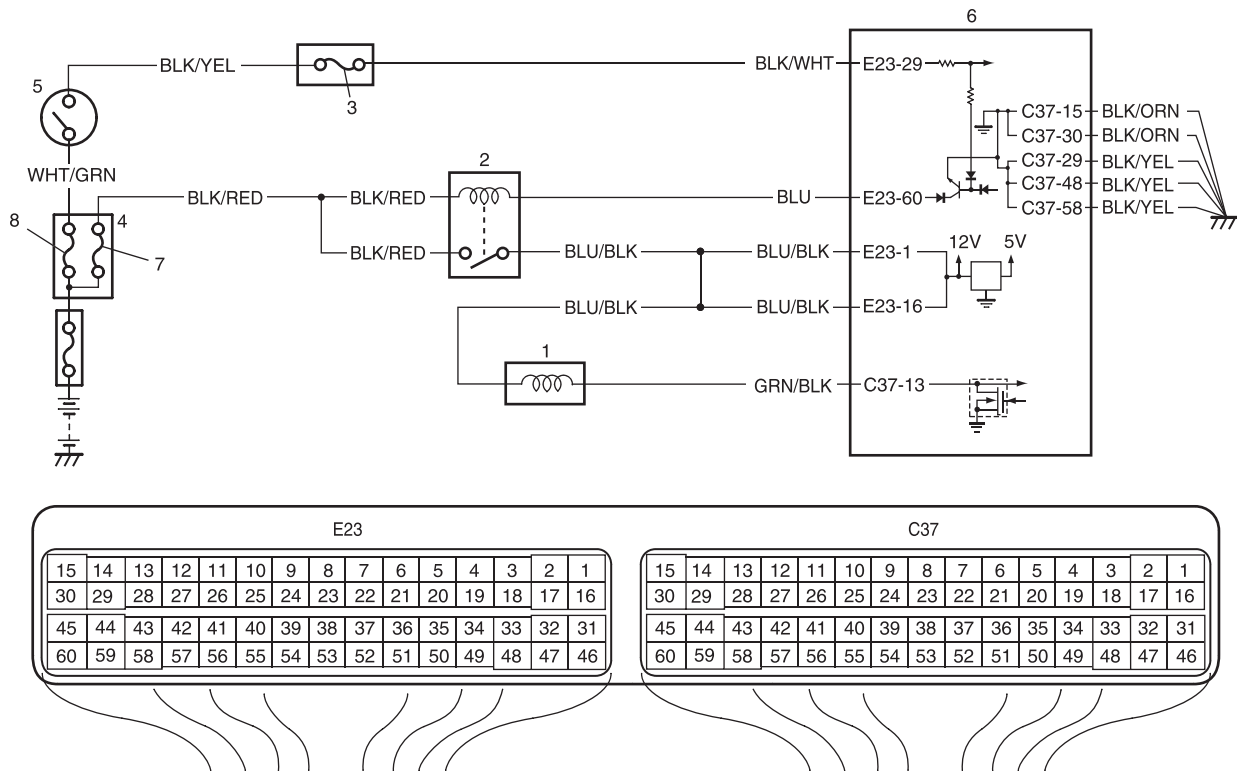 6
BLK/YEL
BLK/WHT
E23-29
5
3
C37-15
BLK/ORN
C37-30
BLK/ORN
2
C37-29
BLK/YEL
WHT/GRN
C37-48
BLK/YEL
BLK/RED
BLK/RED
BLU
E23-60
C37-58
BLK/YEL
8
4
7
BLK/RED
BLU/BLK
BLU/BLK
E23-1
12V
5V
BLU/BLK
BLU/BLK
E23-16
1
GRN/BLK
C37-13
E23
15 14 13 12 11 10 9 8 7 6 5 4 3 2 1
30 29 28 27 26 25 24 23 22 21 20 19 18 17 16
45 44 43 42 41 40 39 38 37 36 35 34 33 32 31
60 59 58 57 56 55 54 53 52 51 50 49 48 47 46
C37
15 14 13 12 11 10 9 8 7 6 5 4 3 2 1
30 29 28 27 26 25 24 23 22 21 20 19 18 17 16
45 44 43 42 41 40 39 38 37 36 35 34 33 32 31
60 59 58 57 56 55 54 53 52 51 50 49 48 47 46